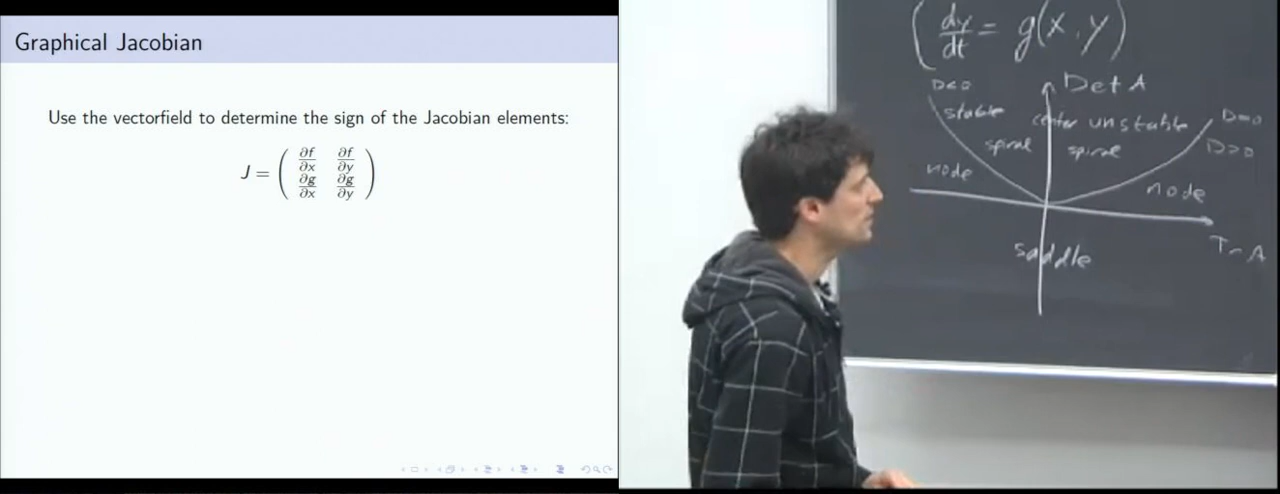 Graphical Jacobian
Use the vectorfield to determine the sign of the Jacobian elements:
J = ( ∂f/∂x ∂f/∂y
∂g/∂x ∂g/∂y )
( dy/dt = g(x,y)
D<0 Det A
stable center unstable D=0
spiral spiral D>0
node node
saddle Tr A